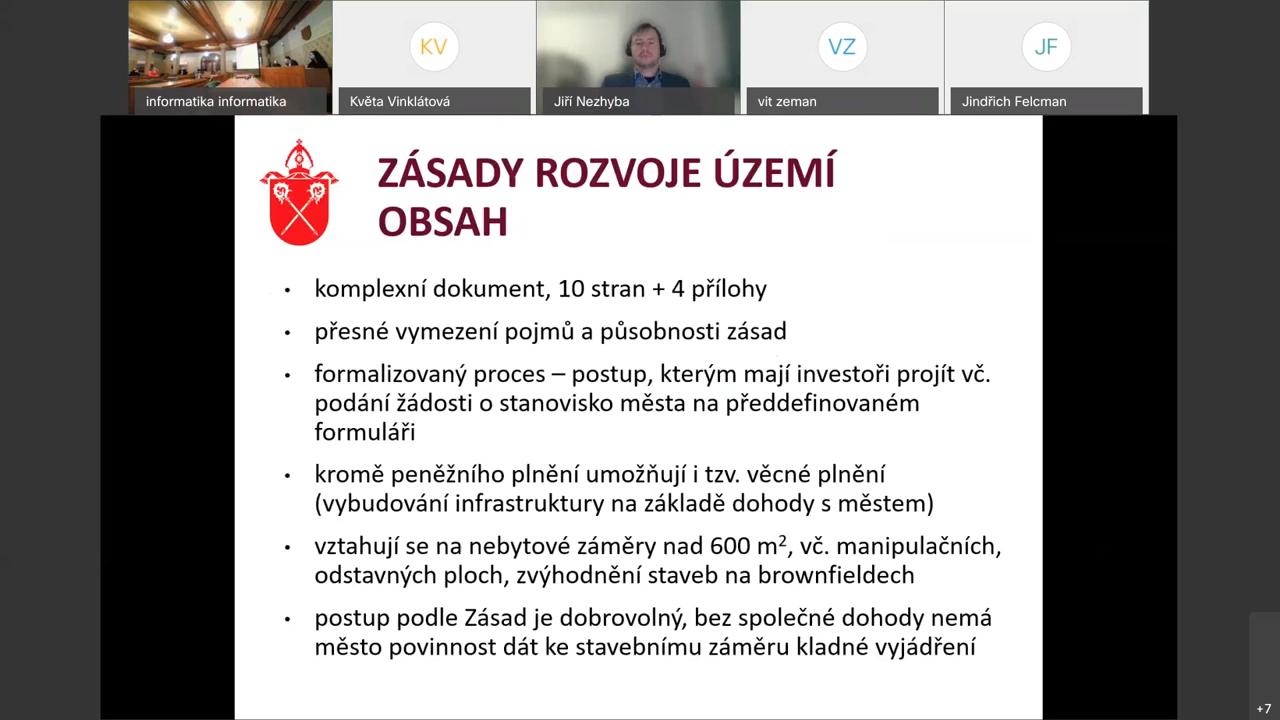 KV
VZ
JF
informatika informatika
Květa Vinklátová
Jiří Nezhyba
vit zeman
Jindřich Felcman
ZÁSADY ROZVOJE ÚZEMÍ
OBSAH
• komplexní dokument, 10 stran + 4 přílohy
• přesné vymezení pojmů a působnosti zásad
• formalizovaný proces – postup, kterým mají investoři projít vč.
podání žádosti o stanovisko města na předdefinovaném
formuláři
• kromě peněžního plnění umožňují i tzv. věcné plnění
(vybudování infrastruktury na základě dohody s městem)
• vztahují se na nebytové záměry nad 600 m², vč. manipulačních,
odstavných ploch, zvýhodnění staveb na brownfieldech
• postup podle Zásad je dobrovolný, bez společné dohody nemá
město povinnost dát ke stavebnímu záměru kladné vyjádření
+7